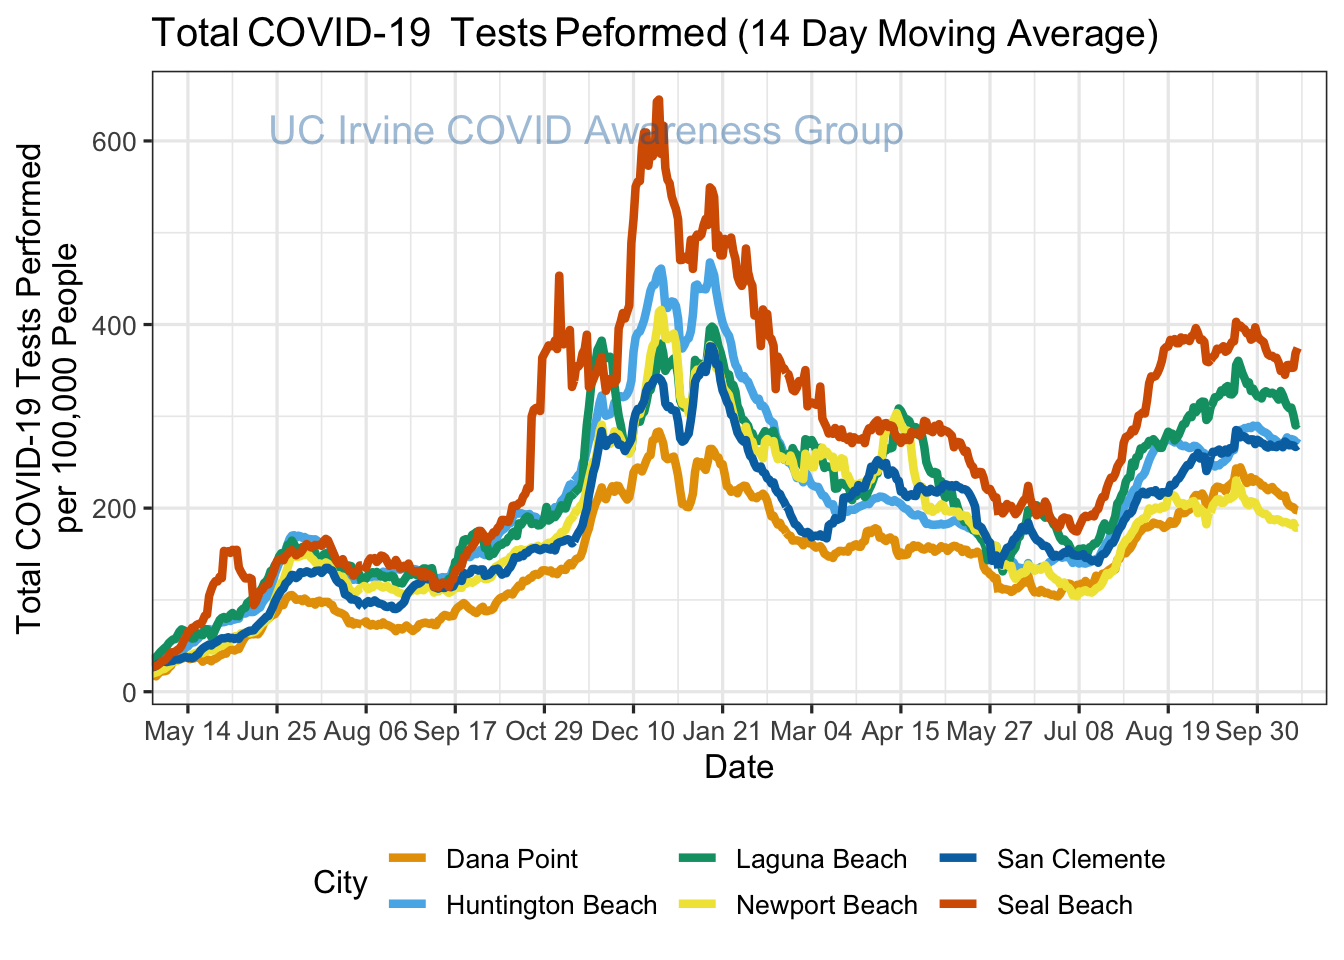 Total COVID-19  Tests Peformed (14 Day Moving Average)
UC Irvine COVID Awareness Group
Total COVID-19 Tests Performed
per 100,000 People
600
400
200
0
May 14 Jun 25 Aug 06 Sep 17 Oct 29 Dec 10 Jan 21 Mar 04 Apr 15 May 27 Jul 08 Aug 19 Sep 30
Date
City
Dana Point Laguna Beach San Clemente
Huntington Beach Newport Beach Seal Beach